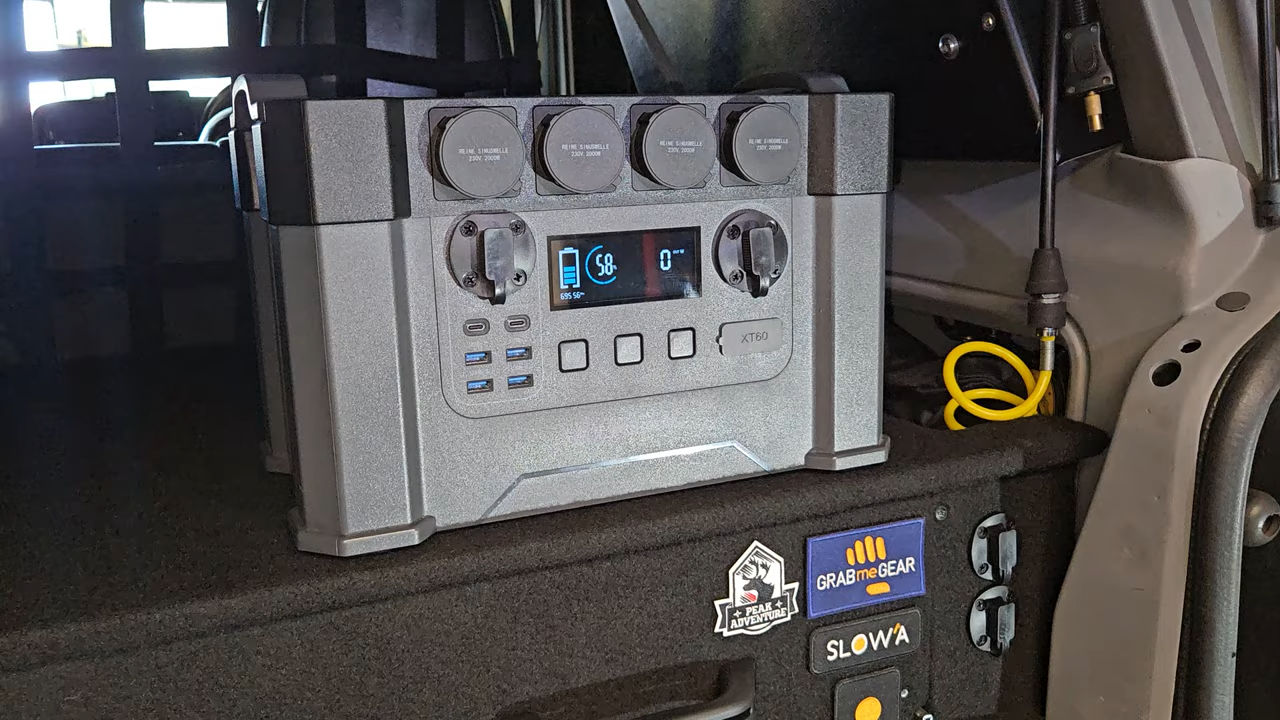 REINE SINUSWELLE
230V, 2000W
REINE SINUSWELLE
230V, 2000W
REINE SINUSWELLE
230V, 2000W
REINE SINUSWELLE
230V, 2000W
58%
0
XT60
PEAK
ADVENTURE
GRABmeGEAR
SLOW'A